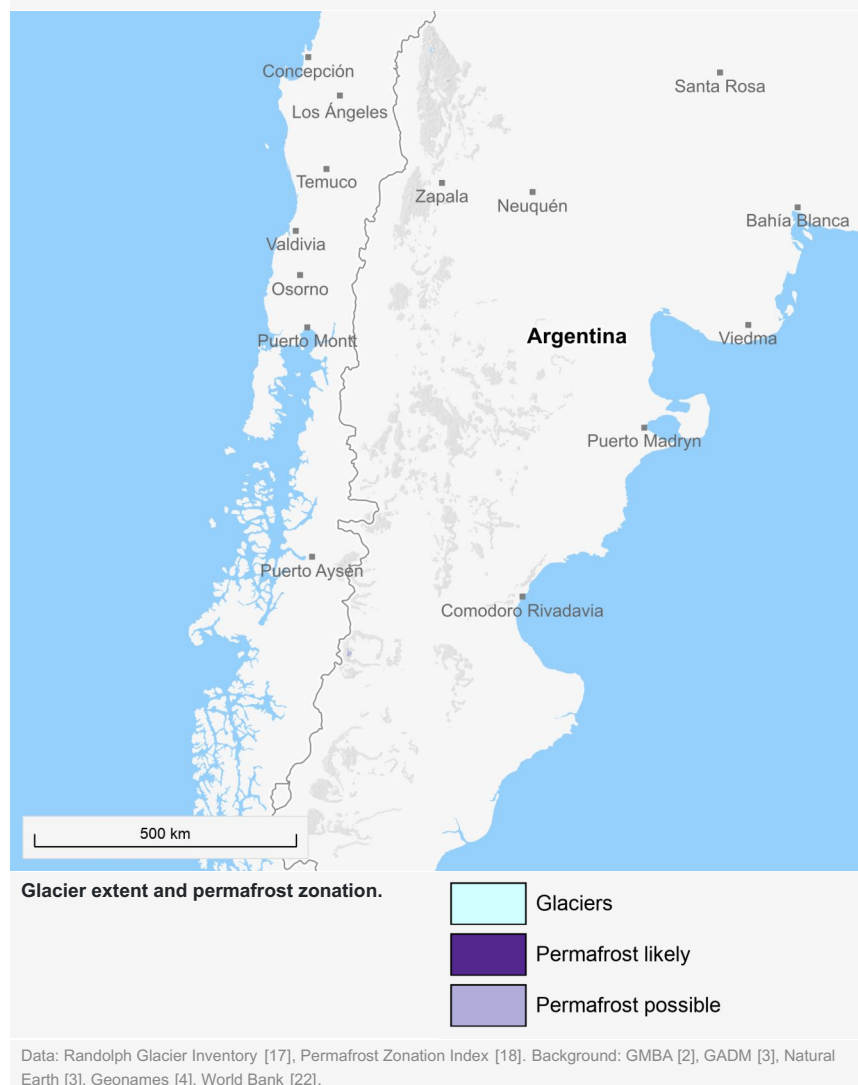 Concepción
Santa Rosa
Los Ángeles
Temuco
Zapala
Neuquén
Bahía Blanca
Valdivia
Osorno
Puerto Montt
Argentina
Viedma
Puerto Madryn
Puerto Aysén
Comodoro Rivadavia
500 km
Glacier extent and permafrost zonation.
Glaciers
Permafrost likely
Permafrost possible
Data: Randolph Glacier Inventory [17], Permafrost Zonation Index [18]. Background: GMBA [2], GADM [3], Natural
Earth [3], Geonames [4], World Bank [22].